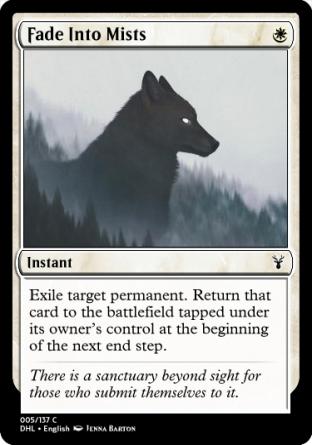 Fade Into Mists
Instant
Exile target permanent. Return that
card to the battlefield tapped under
its owner's control at the beginning
of the next end step.
There is a sanctuary beyond sight for
those who submit themselves to it.
005/137 C
DHL • English Jenna Barton